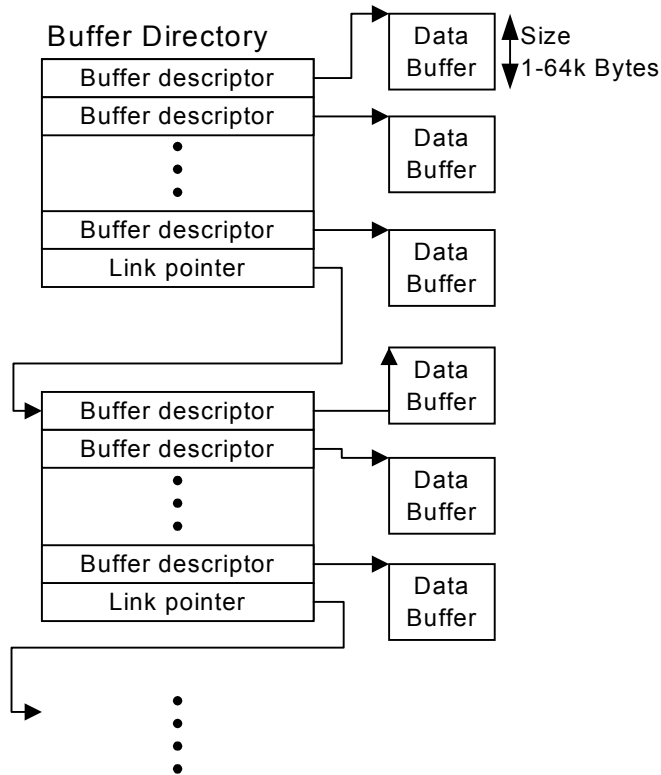 Buffer Directory
Buffer descriptor
Buffer descriptor
Buffer descriptor
Link pointer
Data
Buffer
Size
1-64k Bytes
Data
Buffer
Data
Buffer
Buffer descriptor
Buffer descriptor
Buffer descriptor
Link pointer
Data
Buffer
Data
Buffer
Data
Buffer